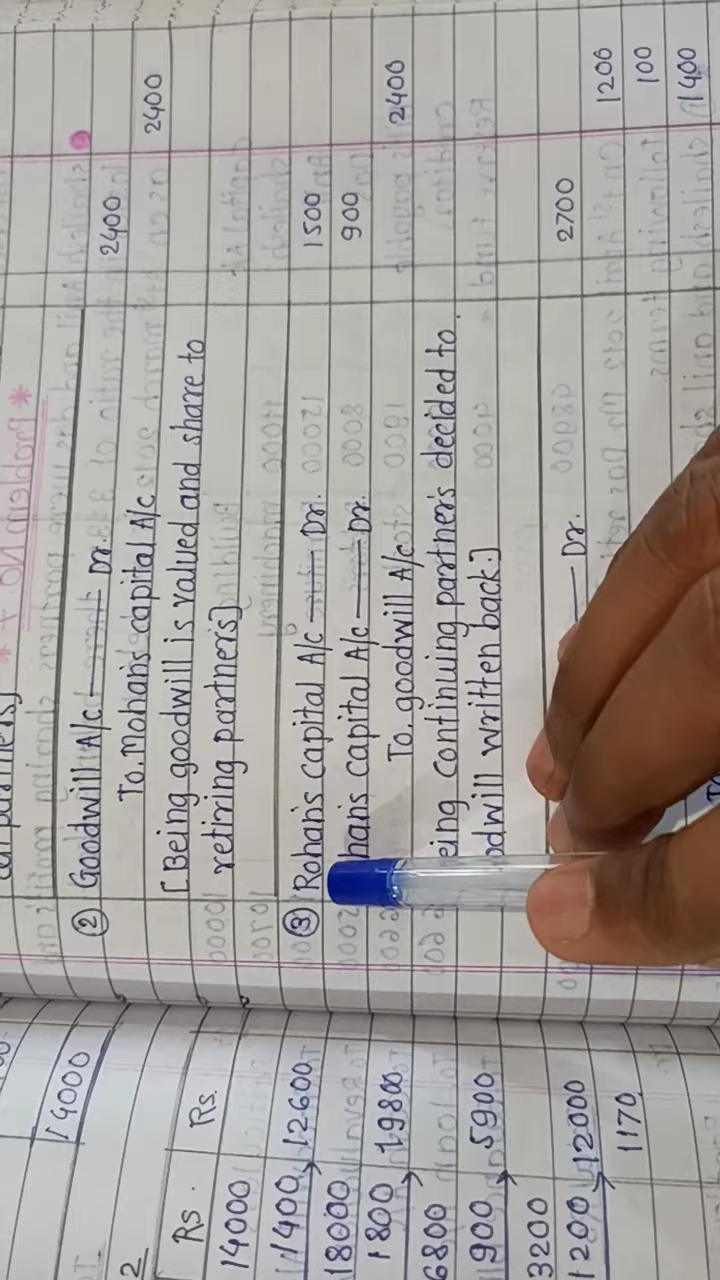 ② Goodwill A/c Dr. 2400
To, Mohan's capital A/c 2400
[Being goodwill is valued and share to
retiring partner's]
③ Rohan's capital A/c Dr. 1500
han's capital A/c Dr. 900
To, goodwill A/c 2400
eing continuing partner's decided to
odwill written back.]
Dr. 2700
1200
100
1400
14000
2 Rs. Rs.
14000
1400 12600
18000
1800 19800
6800
900 5900
3200
1200 12000
1170